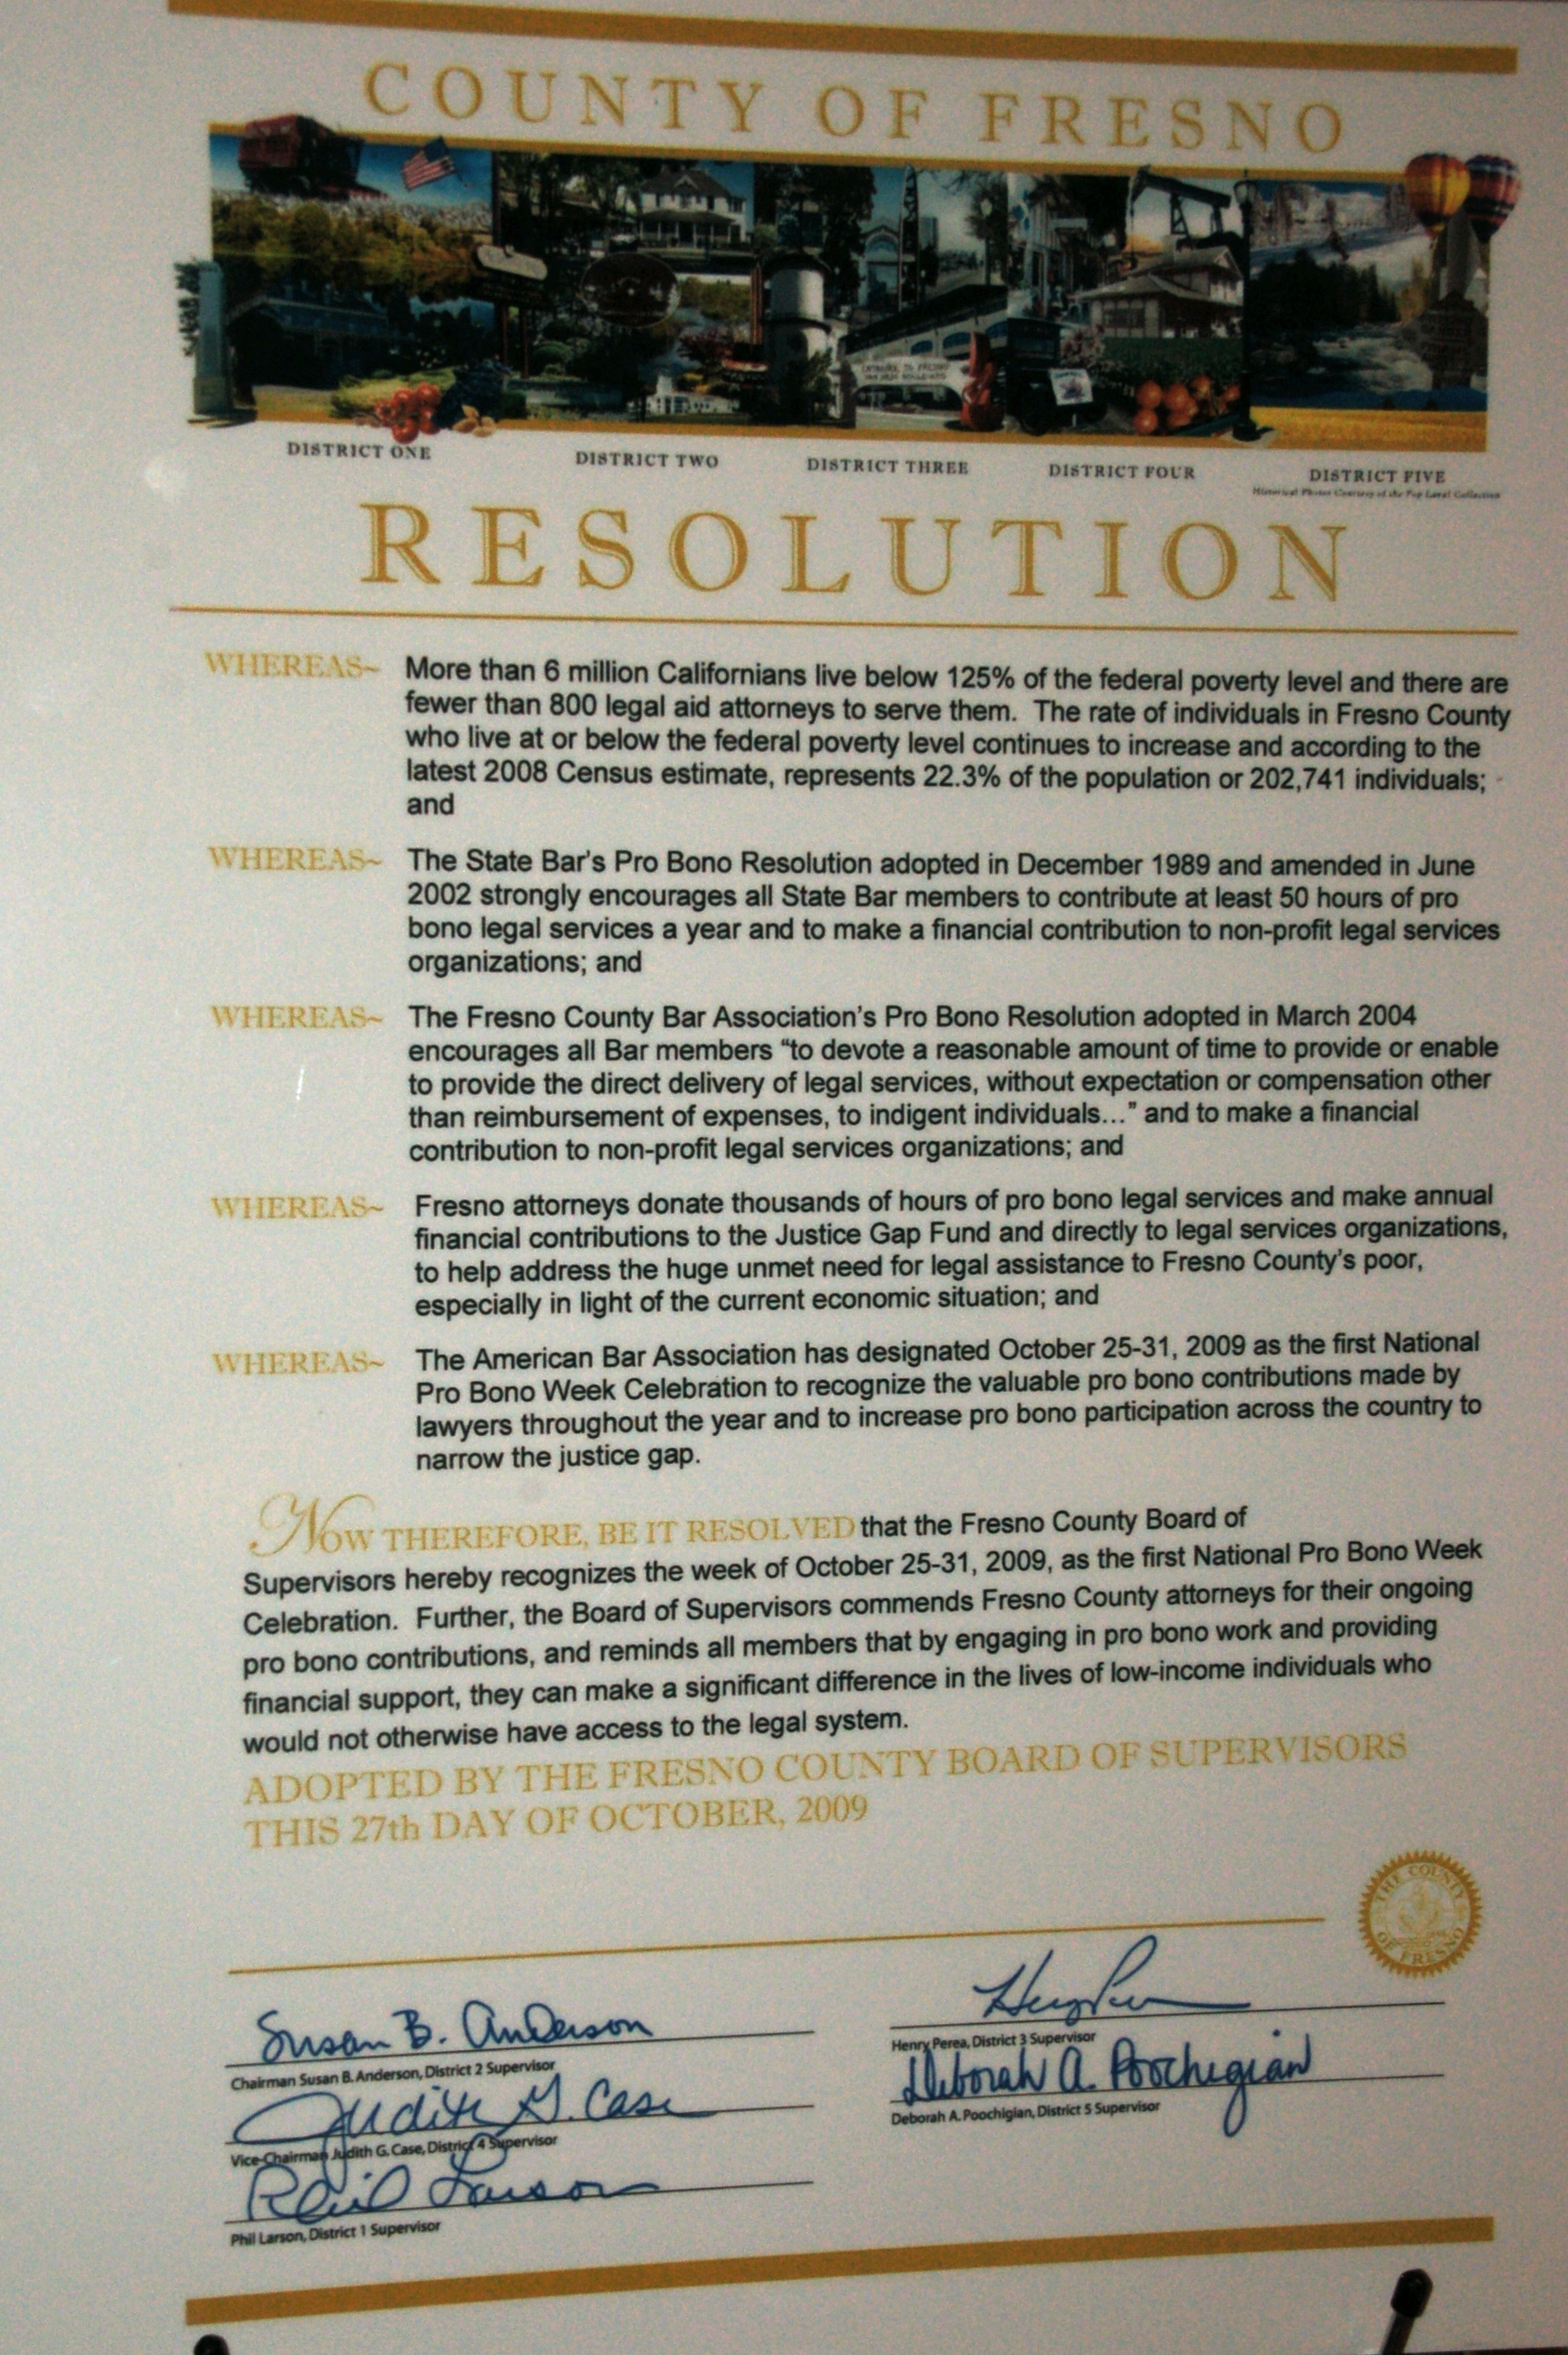 COUNTY OF FRESNO
DISTRICT ONE
DISTRICT TWO
DISTRICT THREE
DISTRICT FOUR
DISTRICT FIVE
RESOLUTION
WHEREAS~ More than 6 million Californians live below 125% of the federal poverty level and there are
fewer than 800 legal aid attorneys to serve them. The rate of individuals in Fresno County
who live at or below the federal poverty level continues to increase and according to the
latest 2008 Census estimate, represents 22.3% of the population or 202,741 individuals;
and
WHEREAS~ The State Bar's Pro Bono Resolution adopted in December 1989 and amended in June
2002 strongly encourages all State Bar members to contribute at least 50 hours of pro
bono legal services a year and to make a financial contribution to non-profit legal services
organizations; and
WHEREAS~ The Fresno County Bar Association's Pro Bono Resolution adopted in March 2004
encourages all Bar members “to devote a reasonable amount of time to provide or enable
to provide the direct delivery of legal services, without expectation or compensation other
than reimbursement of expenses, to indigent individuals...” and to make a financial
contribution to non-profit legal services organizations; and
WHEREAS~ Fresno attorneys donate thousands of hours of pro bono legal services and make annual
financial contributions to the Justice Gap Fund and directly to legal services organizations,
to help address the huge unmet need for legal assistance to Fresno County's poor,
especially in light of the current economic situation; and
WHEREAS~ The American Bar Association has designated October 25-31, 2009 as the first National
Pro Bono Week Celebration to recognize the valuable pro bono contributions made by
lawyers throughout the year and to increase pro bono participation across the country to
narrow the justice gap.
NOW THEREFORE, BE IT RESOLVED that the Fresno County Board of
Supervisors hereby recognizes the week of October 25-31, 2009, as the first National Pro Bono Week
Celebration. Further, the Board of Supervisors commends Fresno County attorneys for their ongoing
pro bono contributions, and reminds all members that by engaging in pro bono work and providing
financial support, they can make a significant difference in the lives of low-income individuals who
would not otherwise have access to the legal system.
ADOPTED BY THE FRESNO COUNTY BOARD OF SUPERVISORS
THIS 27th DAY OF OCTOBER, 2009
THE COUNTY OF FRESNO
Susan B. Anderson
Chairman Susan B. Anderson, District 2 Supervisor
Judith G. Case
Vice-Chairman Judith G. Case, District 4 Supervisor
Phil Larson
Phil Larson, District 1 Supervisor
Henry Perea, District 3 Supervisor
Deborah A. Poochigian
Deborah A. Poochigian, District 5 Supervisor